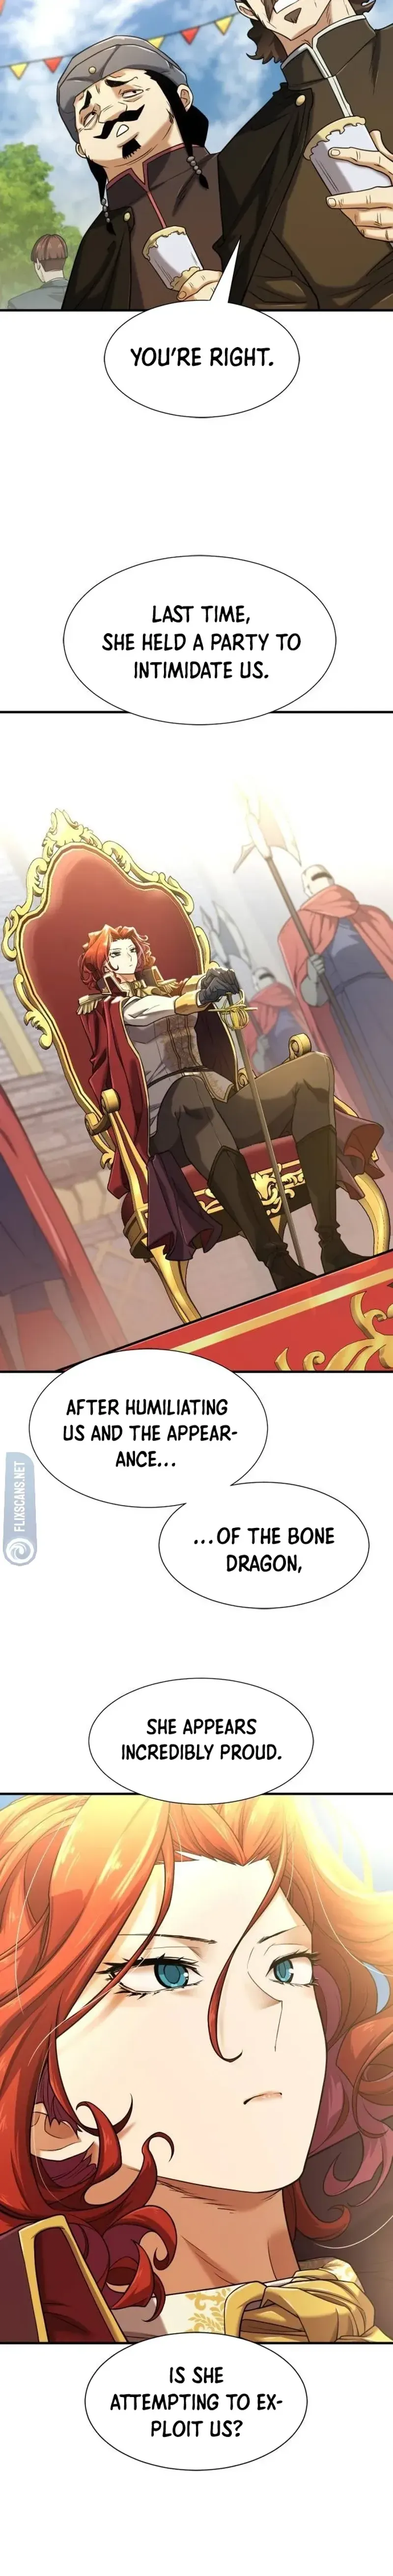 YOU'RE RIGHT.
LAST TIME,
SHE HELD A PARTY TO
INTIMIDATE US.
AFTER HUMILIATING
US AND THE APPEAR-
ANCE...
...OF THE BONE
DRAGON,
FLIXSCANS.NET
SHE APPEARS
INCREDIBLY PROUD.
IS SHE
ATTEMPTING TO EX-
PLOIT US?